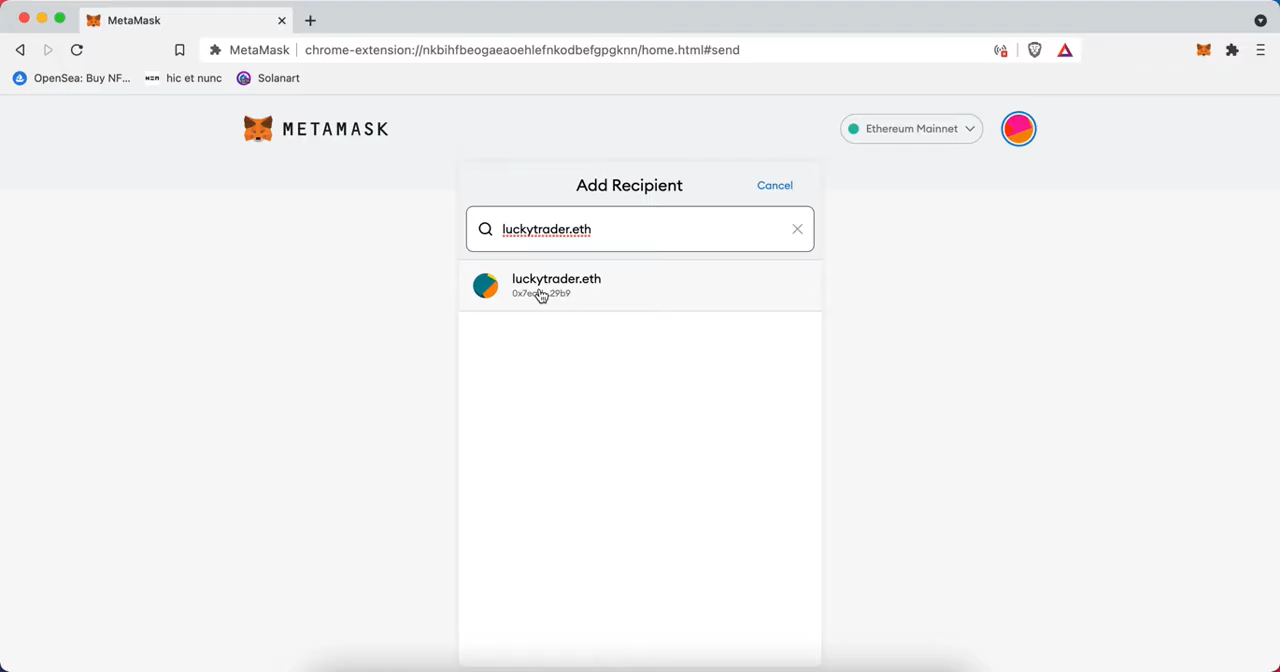 MetaMask
MetaMask
chrome-extension://nkbihfbeogaeaoehlefnkodbefgpgknn/home.html#send
OpenSea: Buy NF...
hic et nunc
Solanart
METAMASK
Ethereum Mainnet
Add Recipient
Cancel
luckytrader.eth
luckytrader.eth